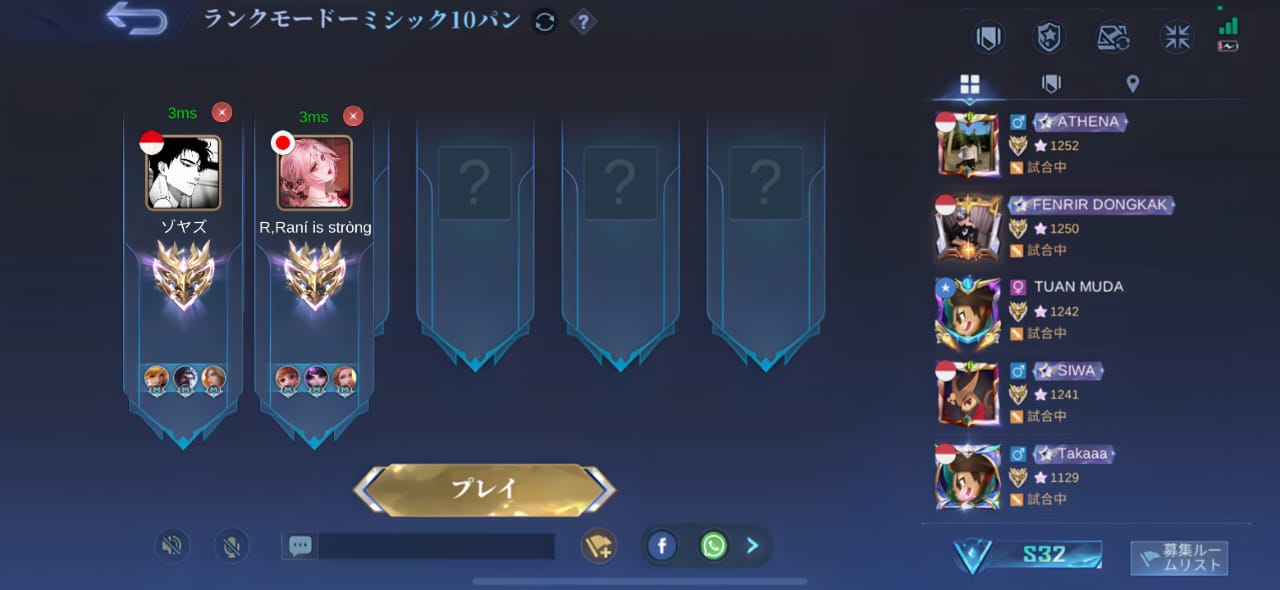 ランクモードーミシック10パン
?
3ms
3ms
?
?
?
ゾヤズ
R,Raní is stròng
M
M
M
M
M
M
プレイ
f
ATHENA
1252
試合中
FENRIR DONGKAK
1250
試合中
TUAN MUDA
1242
試合中
SIWA
1241
試合中
Takaaa
1129
試合中
S32
募集ルー
ムリスト